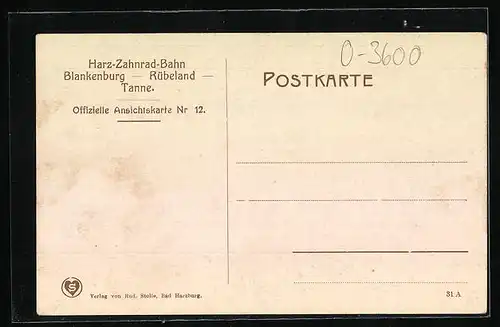 O-3600
Harz-Zahnrad-Bahn
Blankenburg — Rübeland —
Tanne.
Offizielle Ansichtskarte Nr 12.
POSTKARTE
Verlag von Rud. Stolle, Bad Harzburg.
31 A